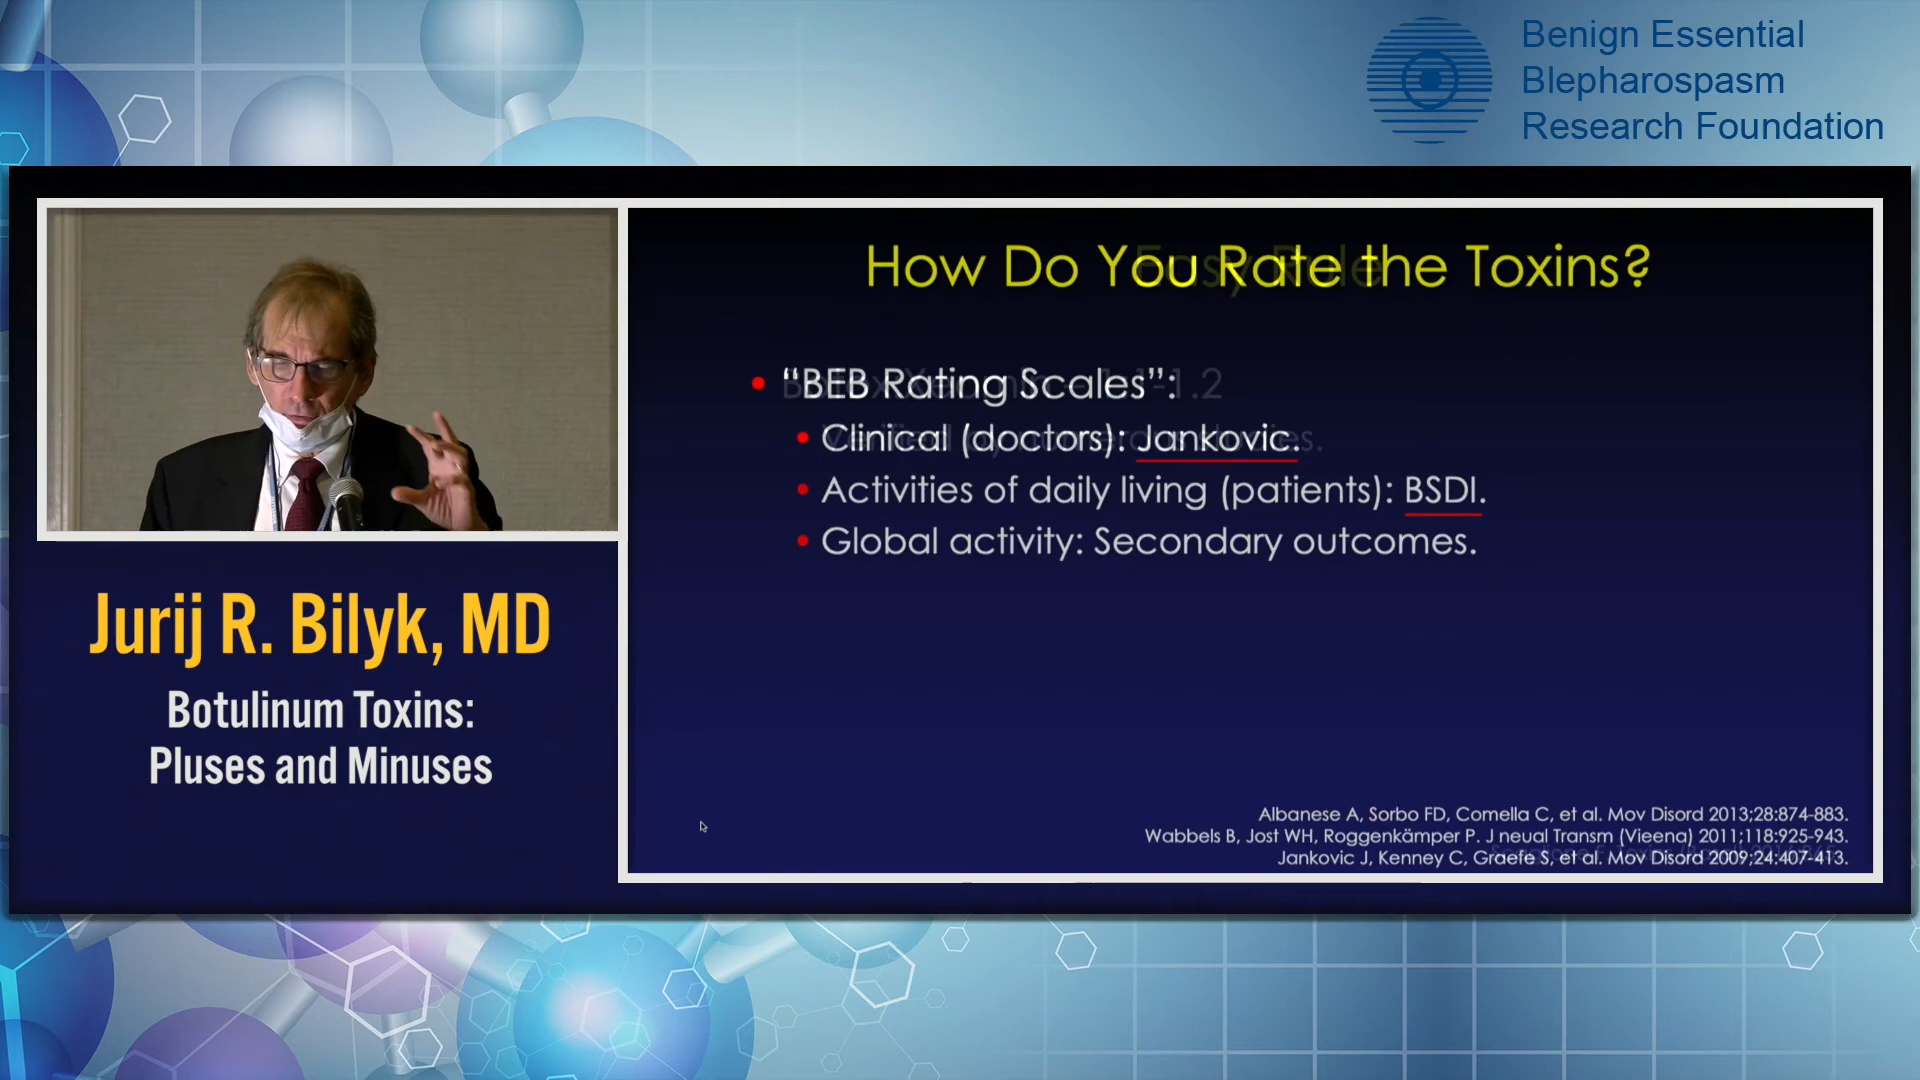 Benign Essential
Blepharospasm
Research Foundation
How Do You Rate the Toxins?
“BEB Rating Scales”:
Clinical (doctors): Jankovic.
Activities of daily living (patients): BSDI.
Global activity: Secondary outcomes.
Jurij R. Bilyk, MD
Botulinum Toxins:
Pluses and Minuses
Albanese A, Sorbo FD, Comella C, et al. Mov Disord 2013;28:874-883.
Wabbels B, Jost WH, Roggenkämper P. J neual Transm (Vieena) 2011;118:925-943.
Jankovic J, Kenney C, Graefe S, et al. Mov Disord 2009;24:407-413.